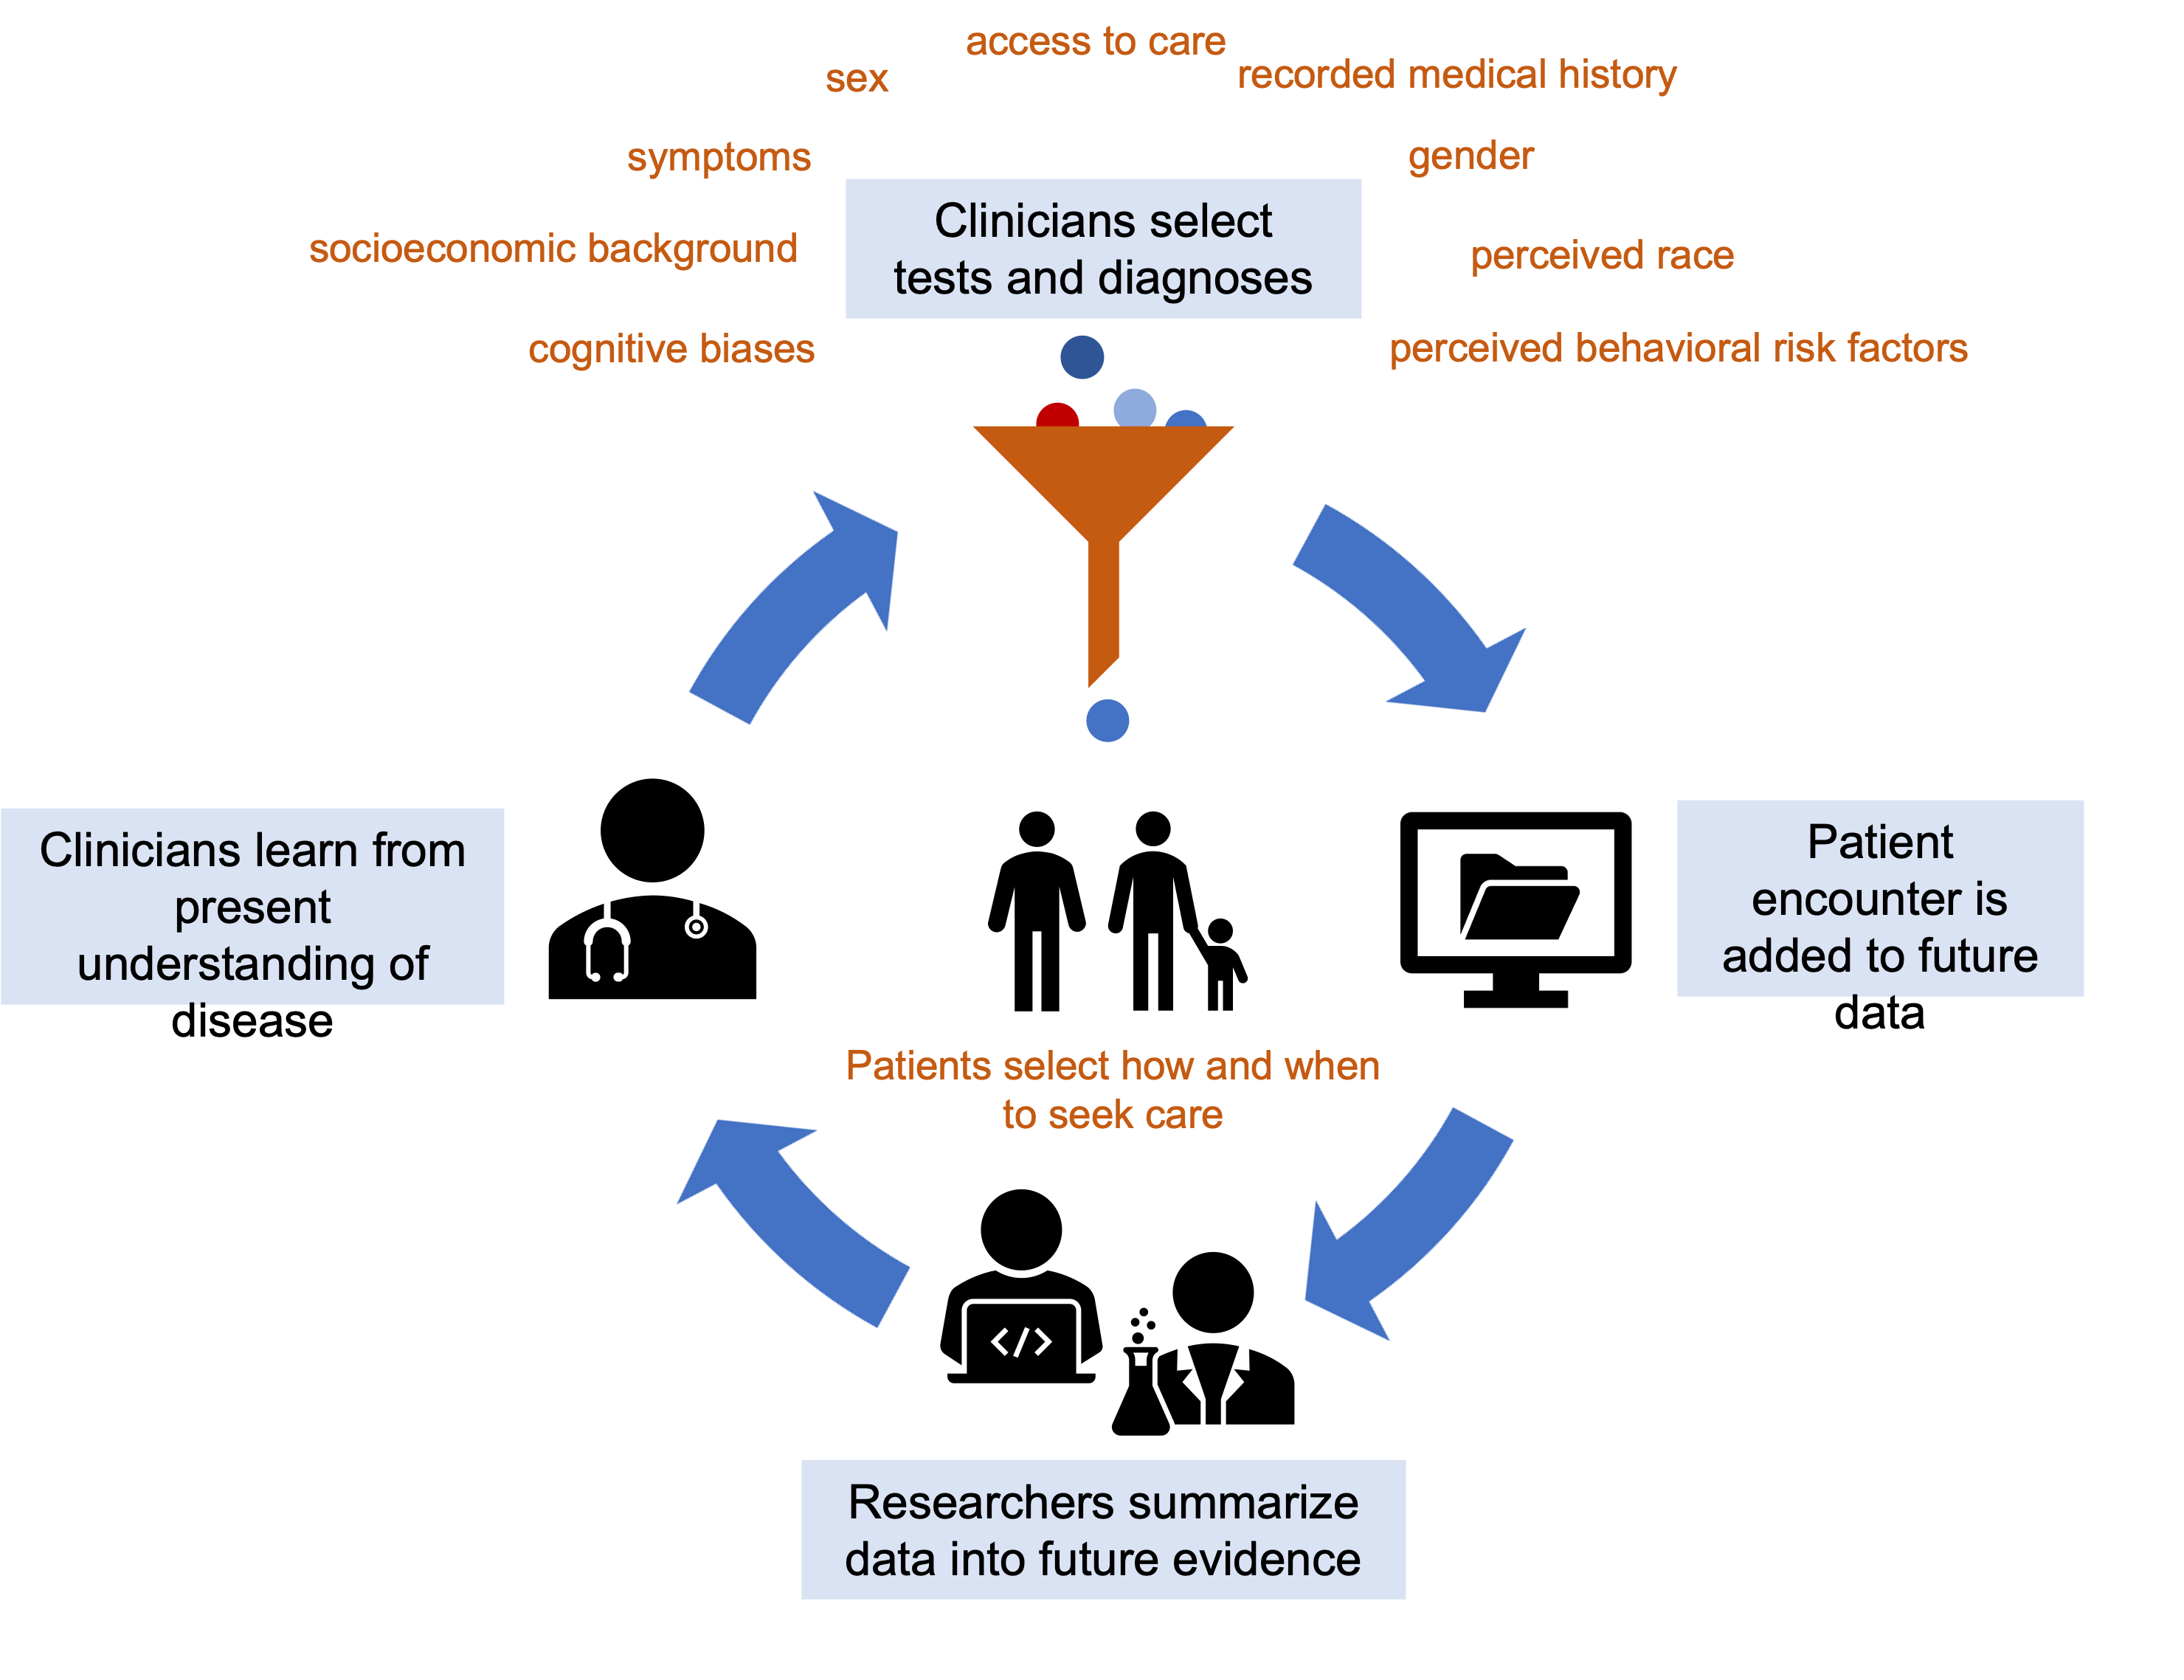 access to care
sex
recorded medical history
symptoms
gender
Clinicians select
tests and diagnoses
socioeconomic background
perceived race
cognitive biases
perceived behavioral risk factors
Clinicians learn from
present
understanding of
disease
Patient
encounter is
added to future
data
Patients select how and when
to seek care
</>
Researchers summarize
data into future evidence